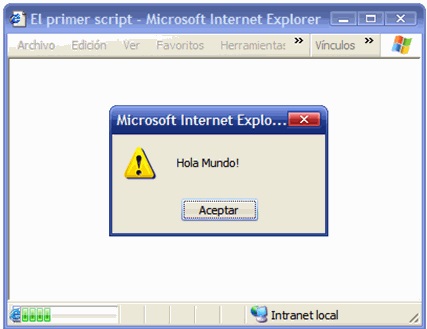 El primer script - Microsoft Internet Explorer
Archivo Edición Ver Favoritos Herramientas » Vínculos »
Microsoft Internet Explo...
Hola Mundo!
Aceptar
Intranet local